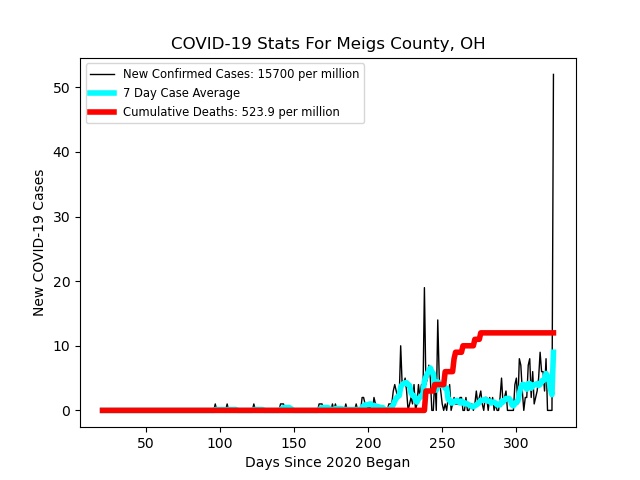 COVID-19 Stats For Meigs County, OH
New Confirmed Cases: 15700 per million
7 Day Case Average
Cumulative Deaths: 523.9 per million
New COVID-19 Cases
50
40
30
20
10
0
50 100 150 200 250 300
Days Since 2020 Began